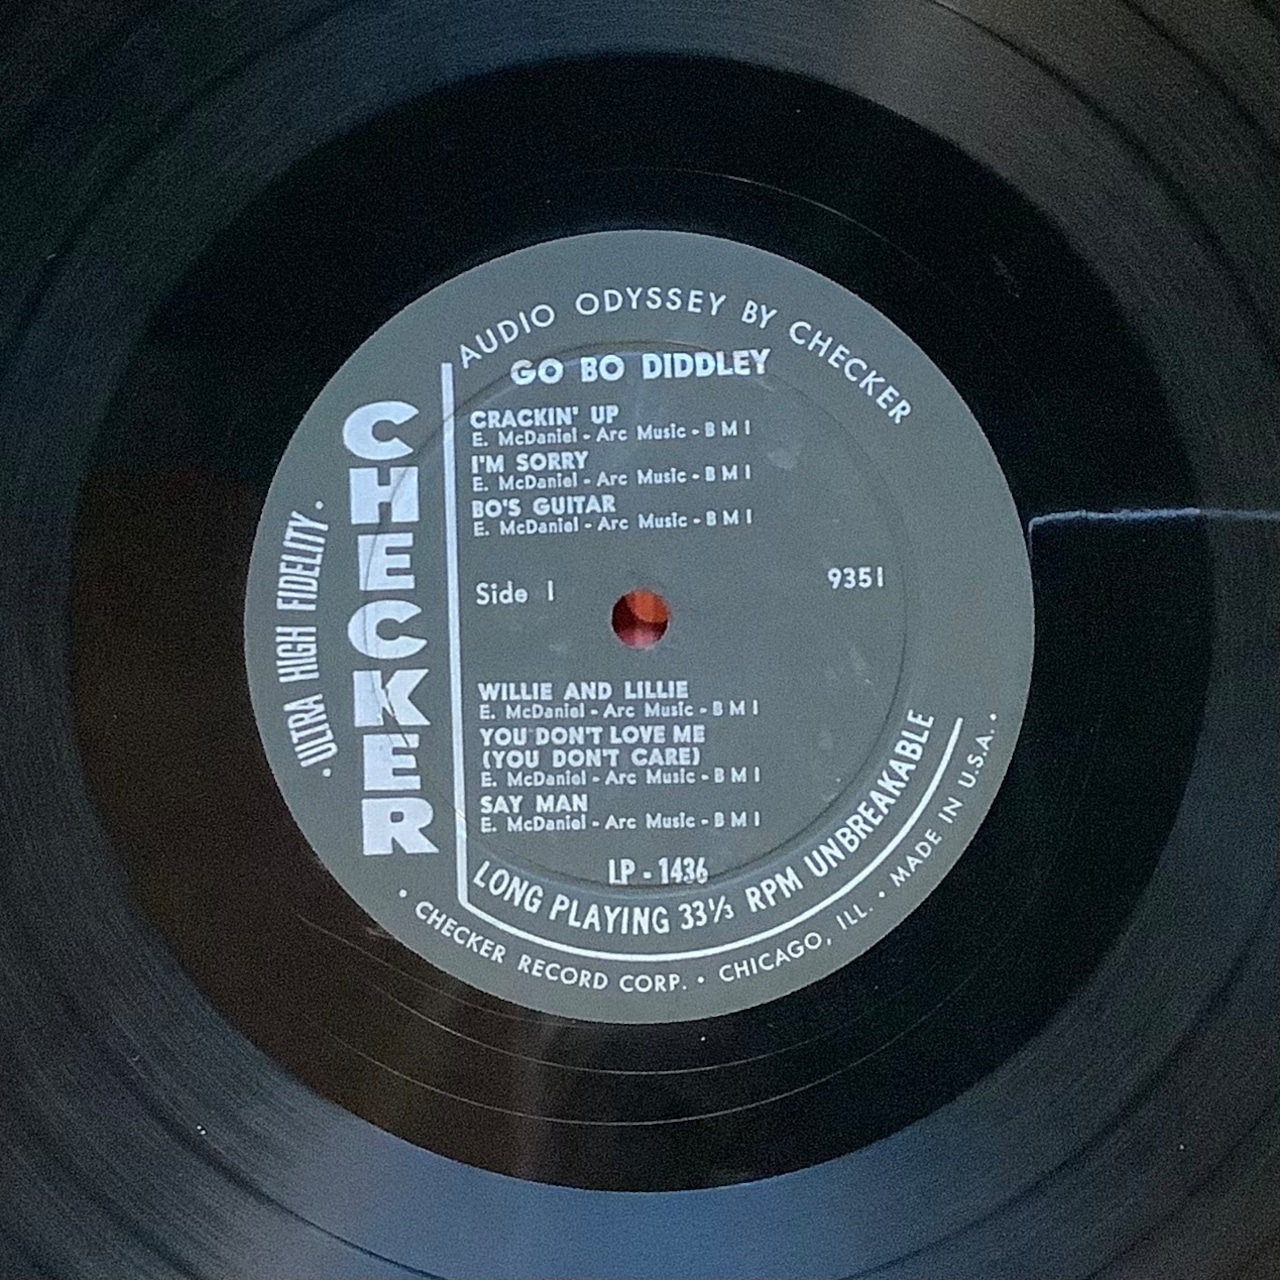 AUDIO ODYSSEY BY CHECKER
GO BO DIDDLEY
CHECKER
· ULTRA HIGH FIDELITY ·
CRACKIN' UP
E. McDaniel - Arc Music - B M I
I'M SORRY
E. McDaniel - Arc Music - B M I
BO'S GUITAR
E. McDaniel - Arc Music - B M I
Side 1
9351
WILLIE AND LILLIE
E. McDaniel - Arc Music - B M I
YOU DON'T LOVE ME
(YOU DON'T CARE)
E. McDaniel - Arc Music - B M I
SAY MAN
E. McDaniel - Arc Music - B M I
LP - 1436
LONG PLAYING 33⅓ RPM UNBREAKABLE
· CHECKER RECORD CORP. · CHICAGO, ILL. · MADE IN U.S.A. ·